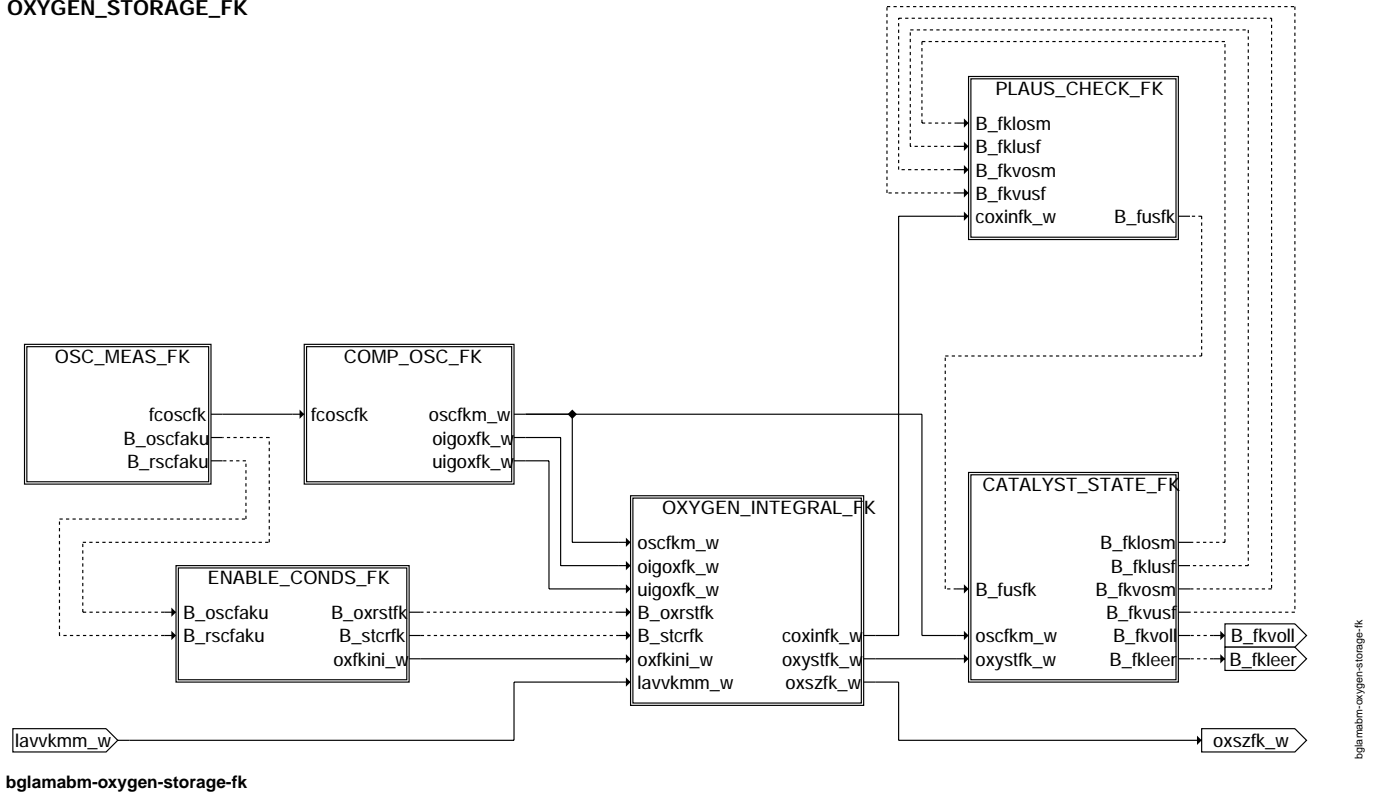 OXYGEN_STORAGE_FK
PLAUS_CHECK_FK
B_fklosm
B_fklusf
B_fkvosm
B_fkvusf
coxinfk_w B_fusfk
OSC_MEAS_FK
fcoscfk
B_oscfaku
B_rscfaku
COMP_OSC_FK
fcoscfk oscfkm_w
oigoxfk_w
uigoxfk_w
OXYGEN_INTEGRAL_FK
oscfkm_w
oigoxfk_w
uigoxfk_w
B_oxrstfk
B_stcrfk coxinfk_w
oxfkini_w oxystfk_w
lavvkmm_w oxszfk_w
CATALYST_STATE_FK
B_fklosm
B_fklusf
B_fusfk B_fkvosm
B_fkvusf
oscfkm_w B_fkvoll
oxystfk_w B_fkleer
B_fkvoll
B_fkleer
ENABLE_CONDS_FK
B_oscfaku B_oxrstfk
B_rscfaku B_stcrfk
oxfkini_w
lavvkmm_w
oxszfk_w
bglamabm-oxygen-storage-fk
bglamabm-oxygen-storage-fk